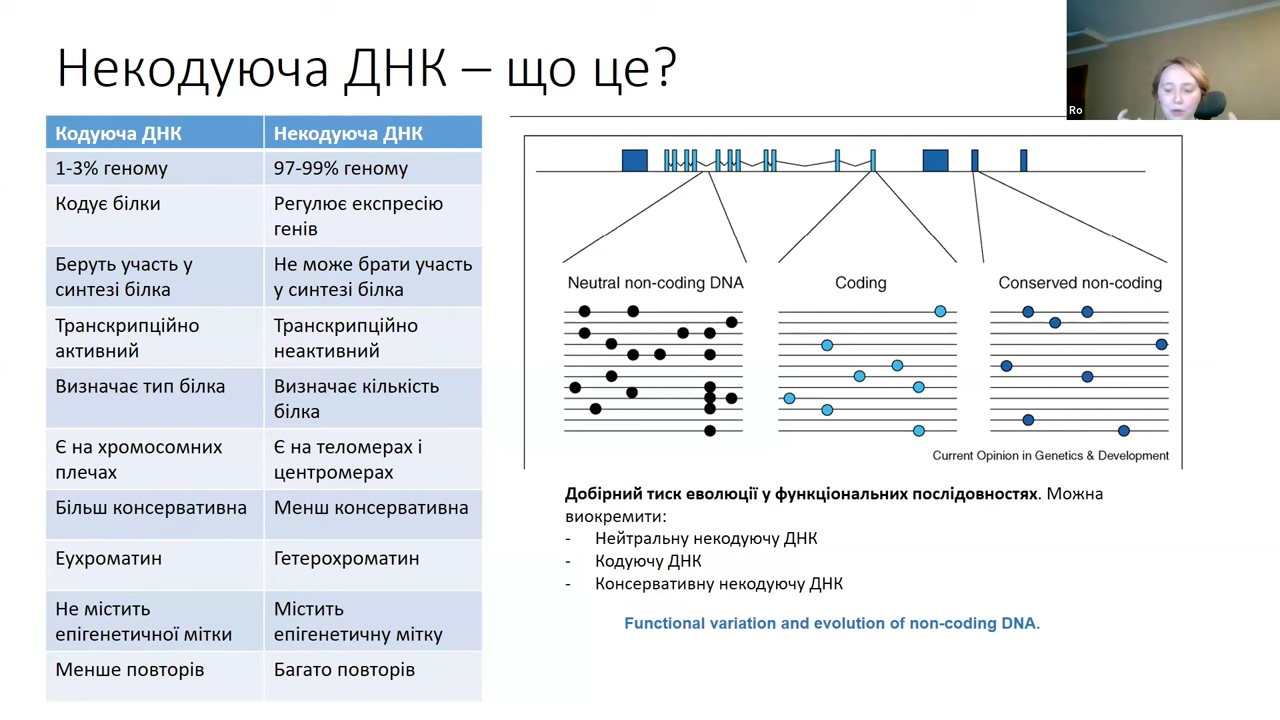 Некодуюча ДНК – що це?
Ro
Кодуюча ДНК
Некодуюча ДНК
1-3% геному
97-99% геному
Кодує білки
Регулює експресію
генів
Беруть участь у
синтезі білка
Не може брати участь
у синтезі білка
Транскрипційно
активний
Транскрипційно
неактивний
Визначає тип білка
Визначає кількість
білка
Є на хромосомних
плечах
Є на теломерах і
центромерах
Більш консервативна
Менш консервативна
Еухроматин
Гетерохроматин
Не містить
епігенетичної мітки
Містить
епігенетичну мітку
Менше повторів
Багато повторів
Neutral non-coding DNA
Coding
Conserved non-coding
Current Opinion in Genetics & Development
Добірний тиск еволюції у функціональних послідовностях. Можна
виокремити:
- Нейтральну некодуючу ДНК
- Кодуючу ДНК
- Консервативну некодуючу ДНК
Functional variation and evolution of non-coding DNA.